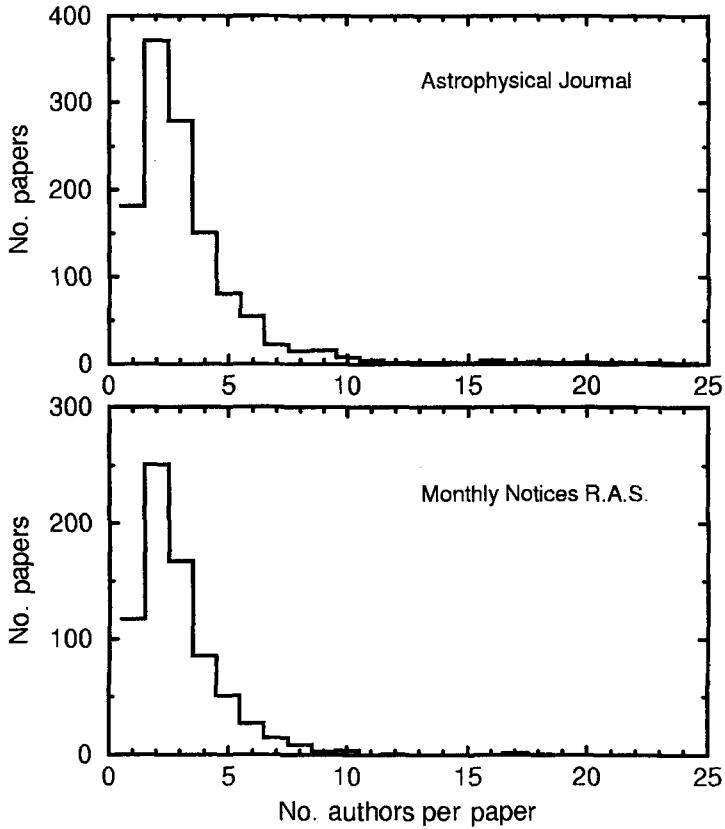 400
300
200
100
0
No. papers
Astrophysical Journal
0 5 10 15 20 25
300
200
100
0
No. papers
Monthly Notices R.A.S.
0 5 10 15 20 25
No. authors per paper